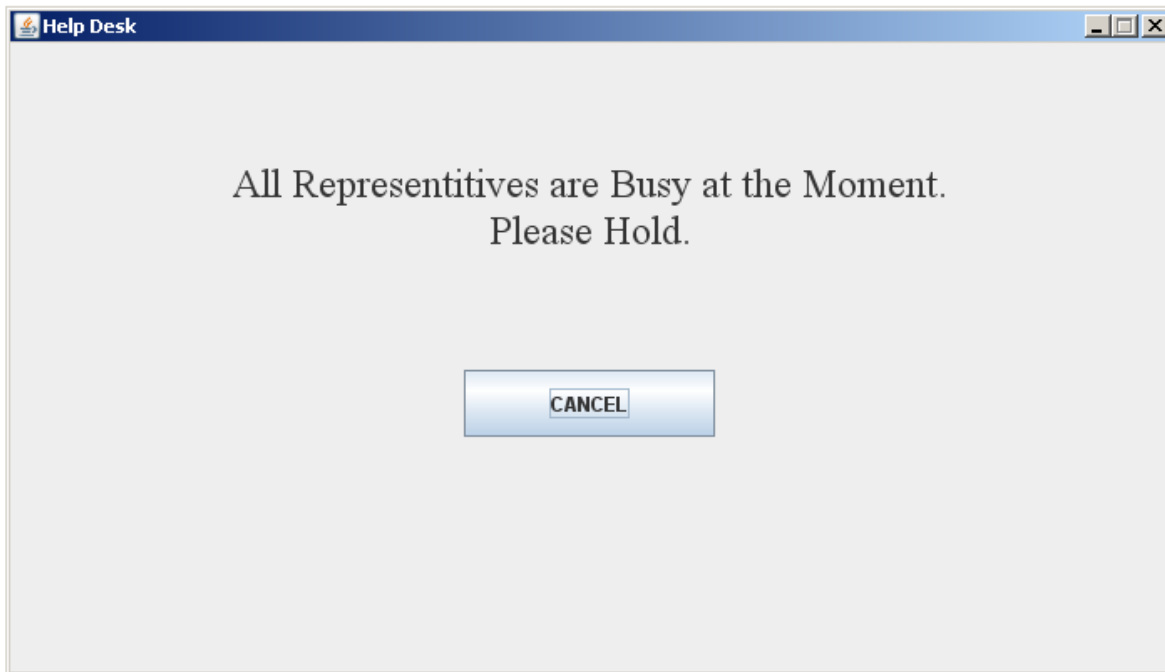 Help Desk
All Representitives are Busy at the Moment.
Please Hold.
CANCEL